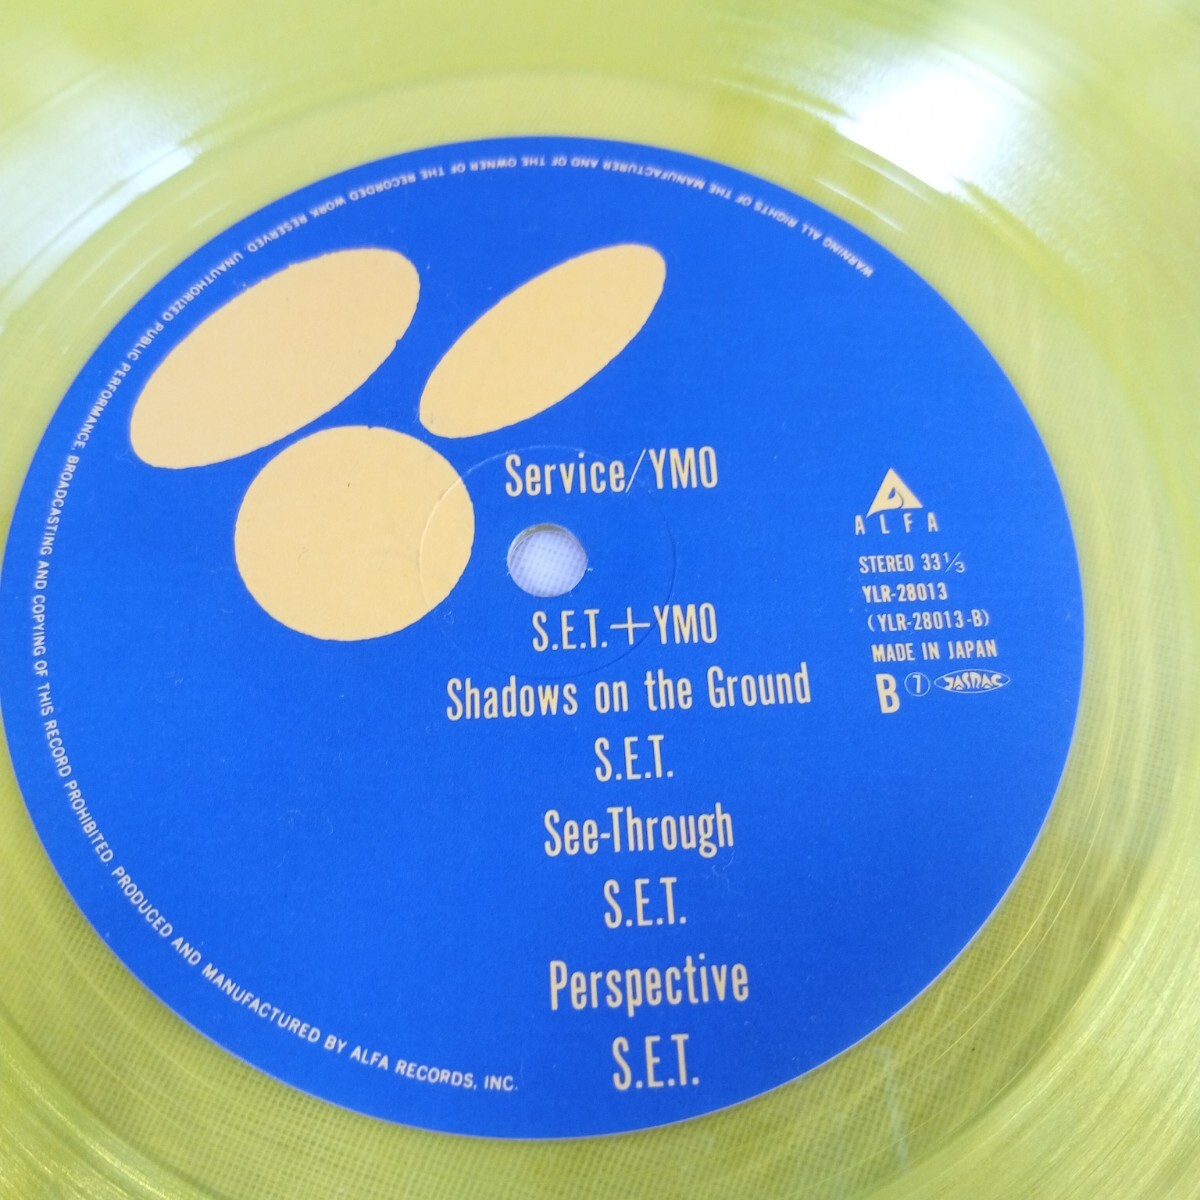 Service/YMO
S.E.T.+YMO
Shadows on the Ground
S.E.T.
See-Through
S.E.T.
Perspective
S.E.T.
ALFA
STEREO 33 1/3
YLR-28013
(YLR-28013-B)
MADE IN JAPAN
B 7 JASRAC
WARNING ALL RIGHTS OF THE MANUFACTURER AND OF THE OWNER OF THE RECORDED WORK RESERVED. UNAUTHORIZED PUBLIC PERFORMANCE, BROADCASTING AND COPYING OF THIS RECORD PROHIBITED. PRODUCED AND MANUFACTURED BY ALFA RECORDS, INC.